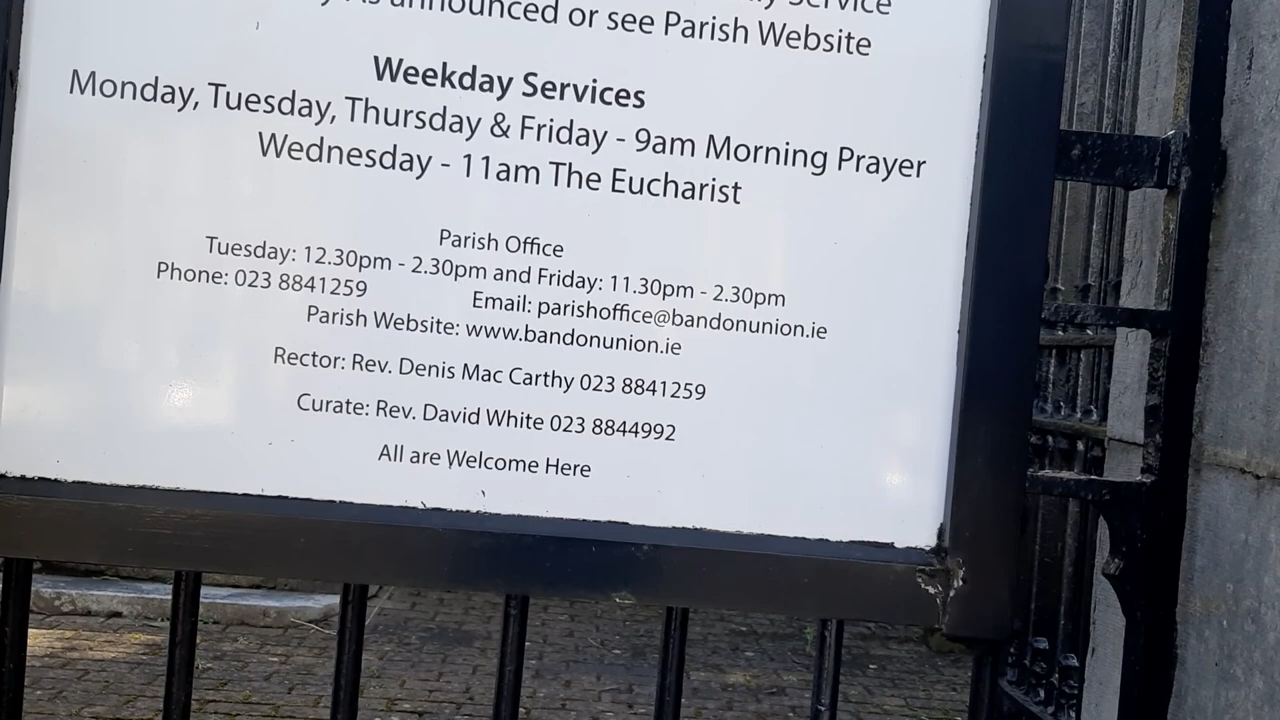 Service
As announced or see Parish Website
Weekday Services
Monday, Tuesday, Thursday & Friday - 9am Morning Prayer
Wednesday - 11am The Eucharist
Parish Office
Tuesday: 12.30pm - 2.30pm and Friday: 11.30pm - 2.30pm
Phone: 023 8841259 Email: parishoffice@bandonunion.ie
Parish Website: www.bandonunion.ie
Rector: Rev. Denis Mac Carthy 023 8841259
Curate: Rev. David White 023 8844992
All are Welcome Here